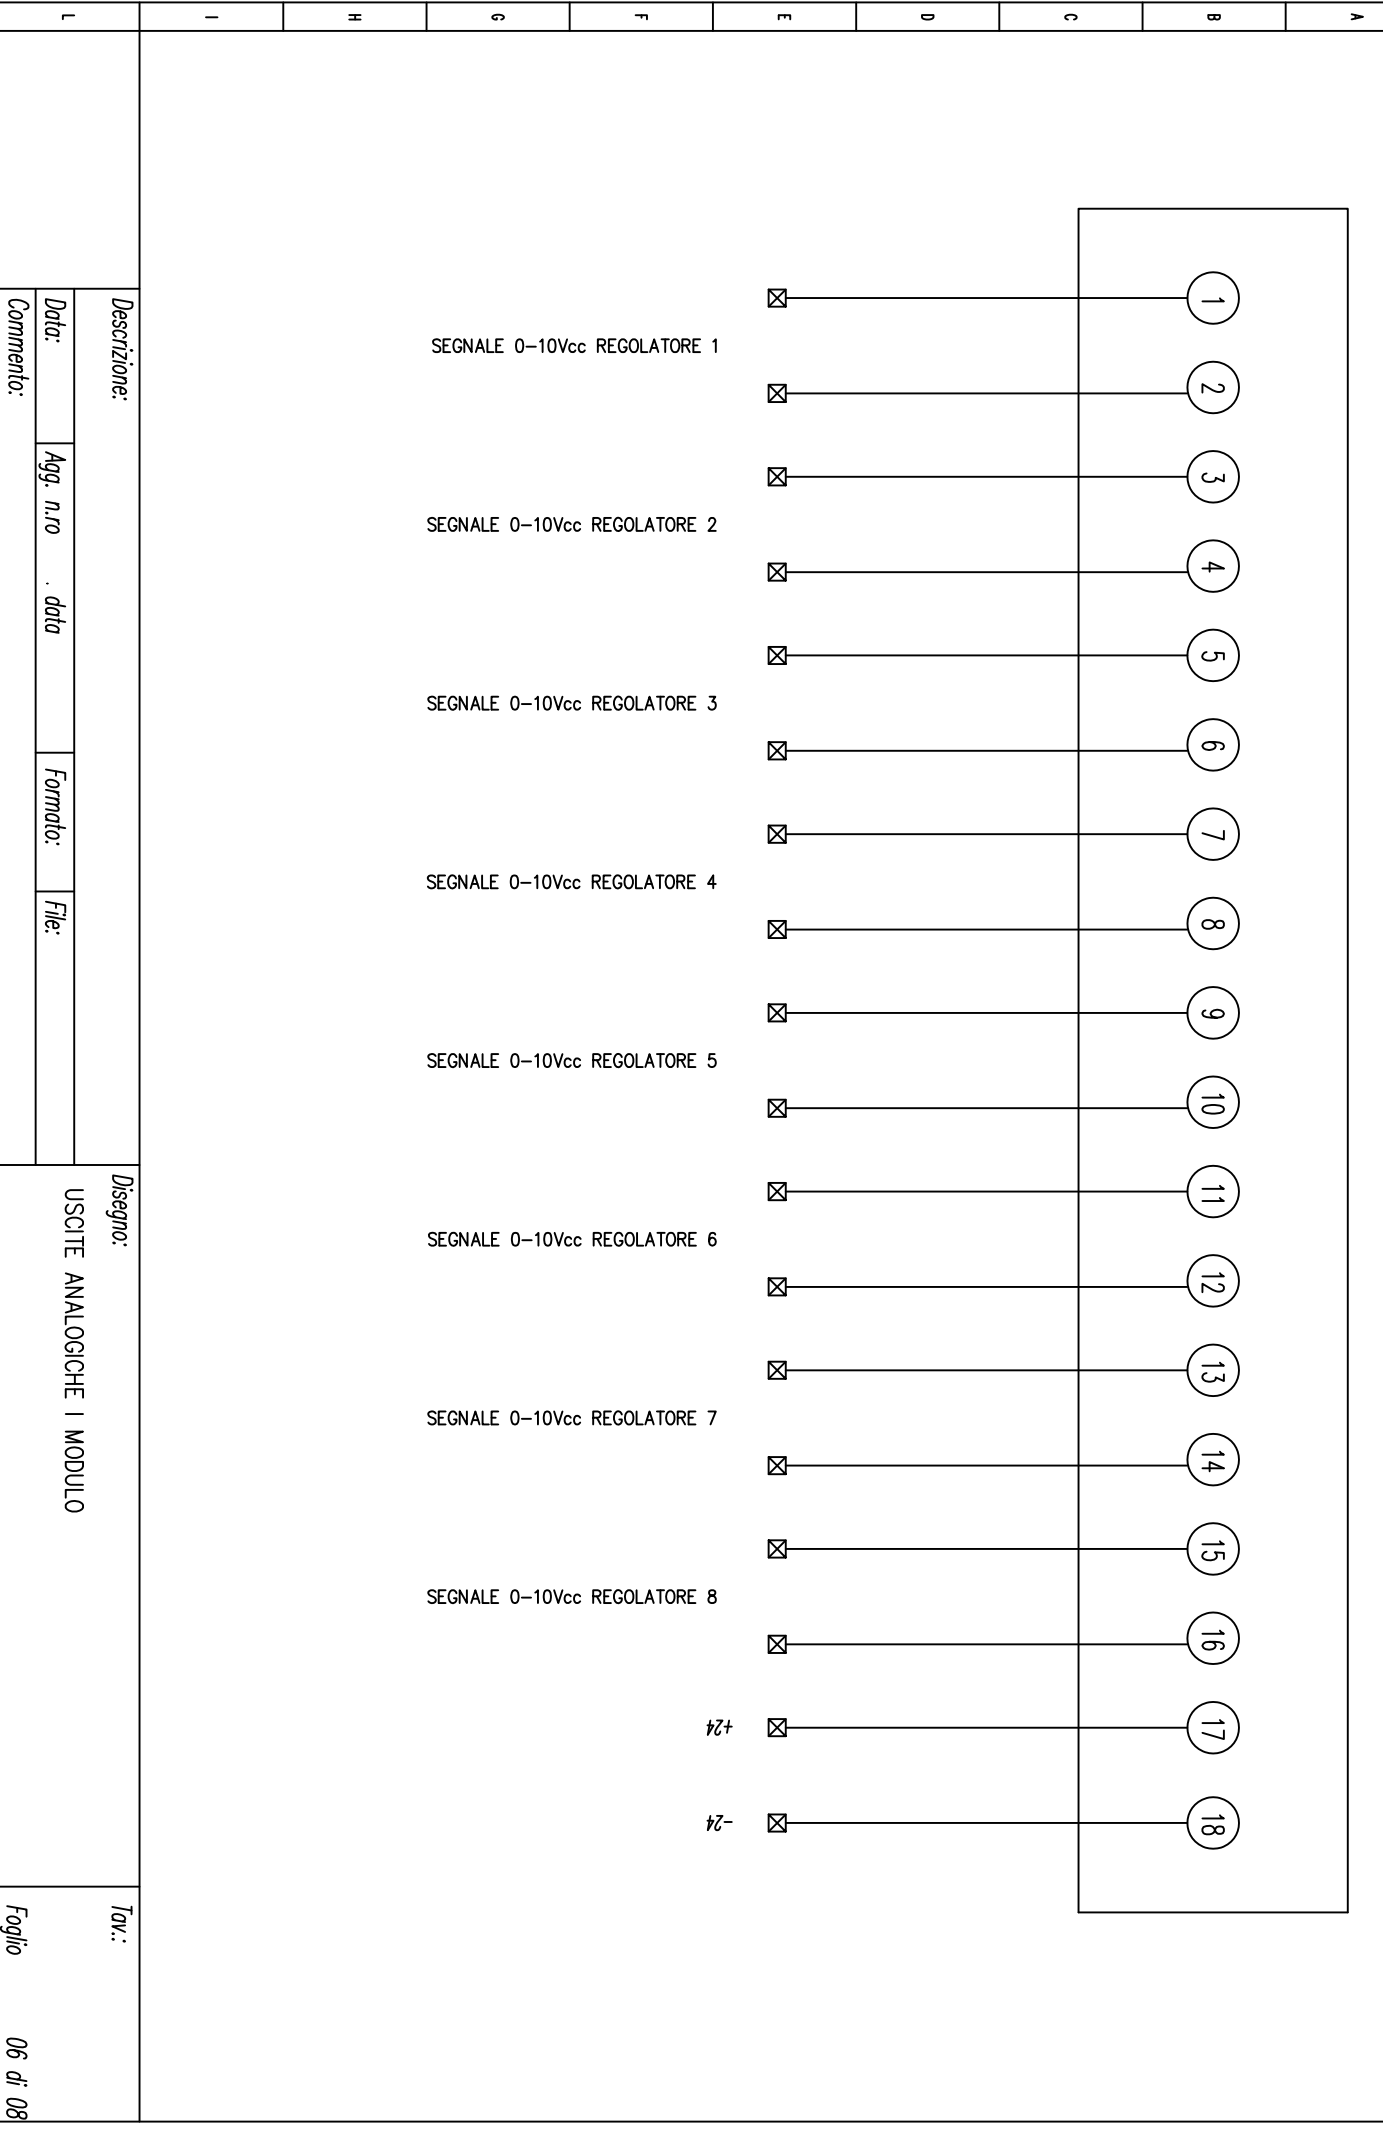 A
B
C
D
E
F
G
H
I
L
1
2
3
4
5
6
7
8
9
10
11
12
13
14
15
16
17
18
SEGNALE 0-10Vcc REGOLATORE 1
SEGNALE 0-10Vcc REGOLATORE 2
SEGNALE 0-10Vcc REGOLATORE 3
SEGNALE 0-10Vcc REGOLATORE 4
SEGNALE 0-10Vcc REGOLATORE 5
SEGNALE 0-10Vcc REGOLATORE 6
SEGNALE 0-10Vcc REGOLATORE 7
SEGNALE 0-10Vcc REGOLATORE 8
+24
-24
Descrizione:
Data:
Agg. n.ro . data
Formato:
File:
Commento:
Disegno:
USCITE ANALOGICHE I MODULO
Tav.:
Foglio 06 di 08